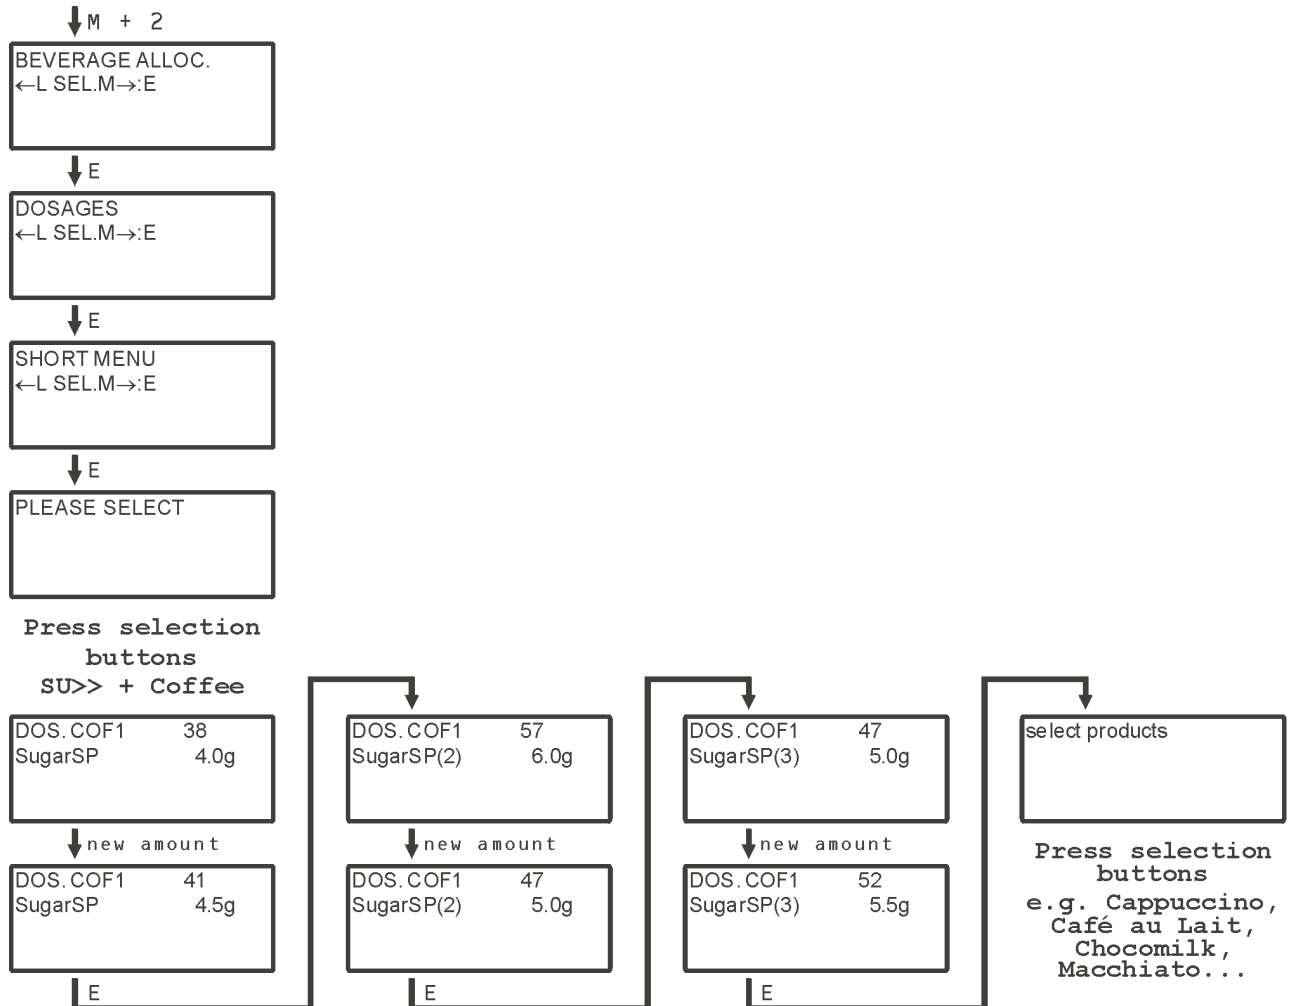 M + 2
BEVERAGE ALLOC.
←L SEL.M→:E
E
DOSAGES
←L SEL.M→:E
E
SHORT MENU
←L SEL.M→:E
E
PLEASE SELECT
Press selection
buttons
SU>> + Coffee
DOS. COF1 38
SugarSP 4.0g
new amount
DOS. COF1 41
SugarSP 4.5g
E
DOS. COF1 57
SugarSP(2) 6.0g
new amount
DOS. COF1 47
SugarSP(2) 5.0g
E
DOS. COF1 47
SugarSP(3) 5.0g
new amount
DOS. COF1 52
SugarSP(3) 5.5g
E
select products
Press selection
buttons
e.g. Cappuccino,
Café au Lait,
Chocomilk,
Macchiato...